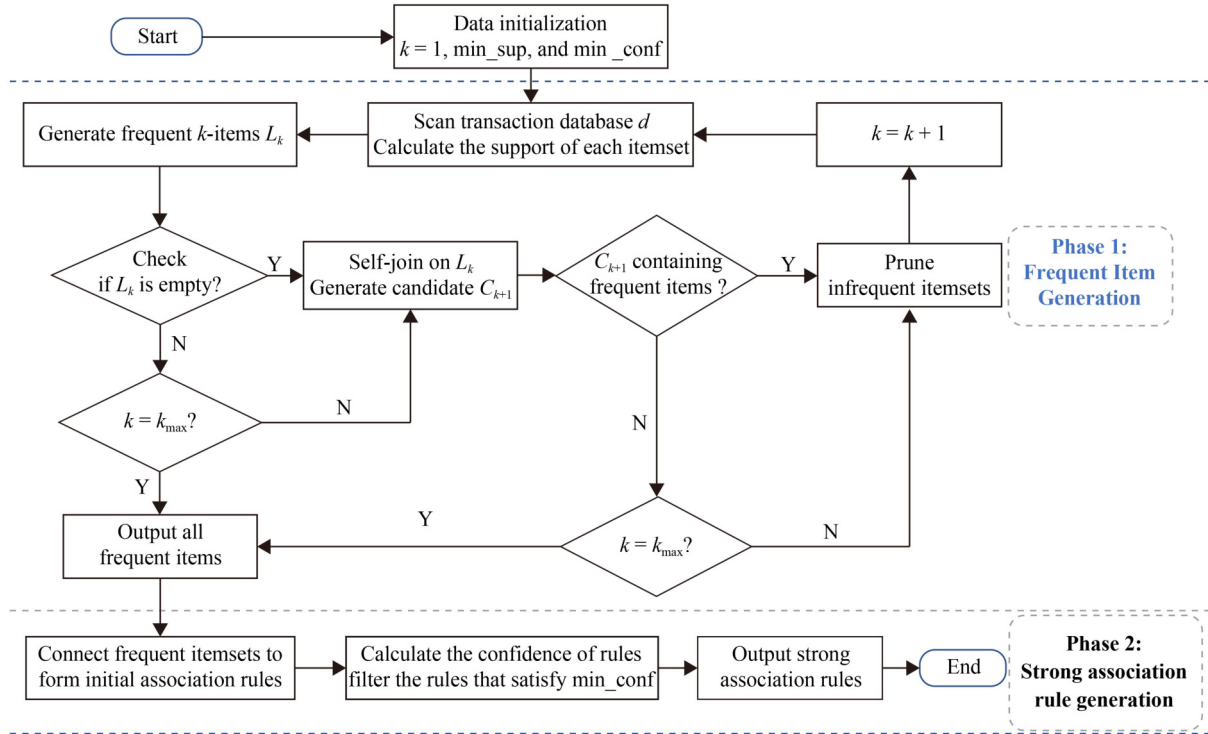 Start
Data initialization
k = 1, min_sup, and min _conf
Generate frequent k-items Lk
Scan transaction database d
Calculate the support of each itemset
k = k + 1
Check
if Lk is empty?
Y
Self-join on Lk
Generate candidate Ck+1
Ck+1 containing
frequent items ?
Y
Prune
infrequent itemsets
Phase 1:
Frequent Item
Generation
N
k = kmax?
N
N
Y
Output all
frequent items
Y
k = kmax?
N
Connect frequent itemsets to
form initial association rules
Calculate the confidence of rules
filter the rules that satisfy min_conf
Output strong
association rules
End
Phase 2:
Strong association
rule generation